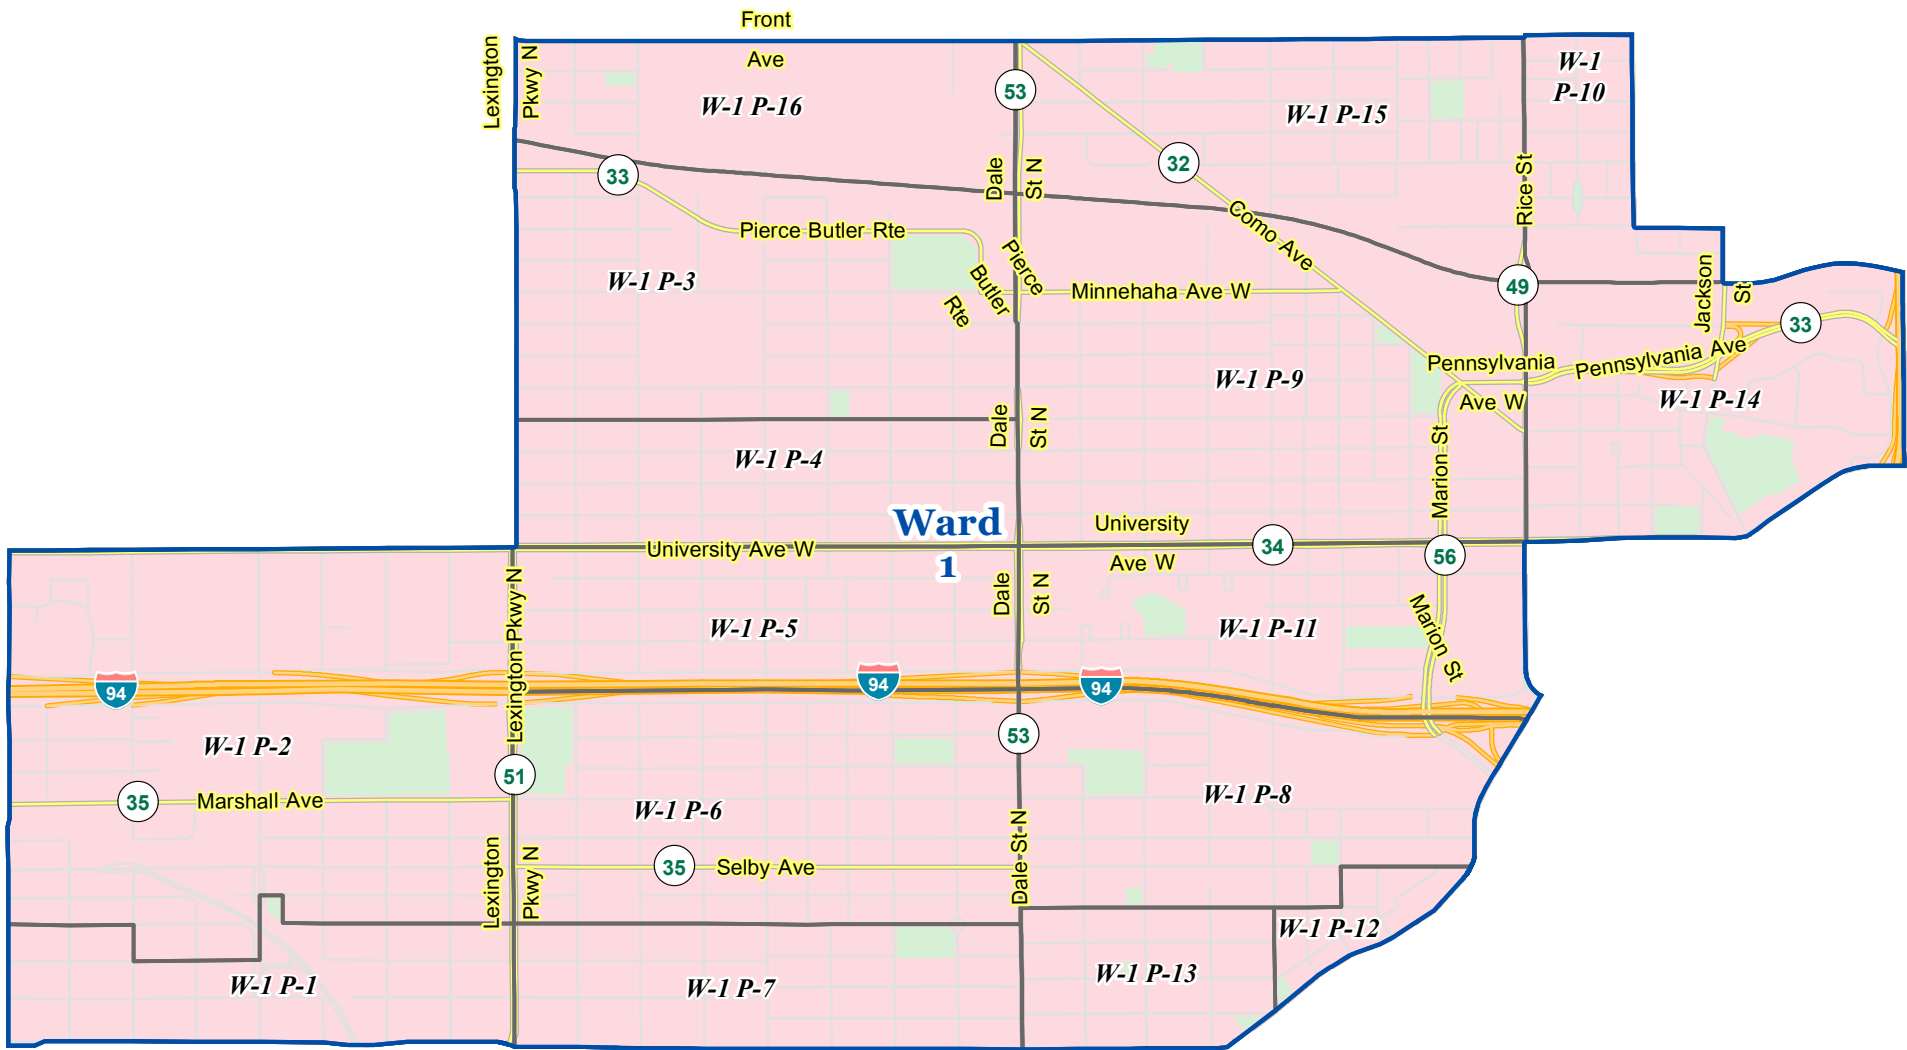 Front
Ave
Lexington
Pkwy N
W-1 P-16
53
W-1 P-15
W-1
P-10
33
32
Dale
St N
Rice St
Pierce Butler Rte
Como Ave
W-1 P-3
Pierce
Butler
Rte
Minnehaha Ave W
49
Jackson
St
33
W-1 P-9
Pennsylvania
Ave W
Pennsylvania Ave
W-1 P-14
Dale
St N
W-1 P-4
Marion St
Ward
1
University Ave W
University
Ave W
34
56
Lexington Pkwy N
Dale
St N
W-1 P-5
W-1 P-11
Marion St
94
94
94
W-1 P-2
53
51
35
Marshall Ave
W-1 P-6
W-1 P-8
Lexington
Pkwy N
35
Selby Ave
Dale St N
W-1 P-12
W-1 P-1
W-1 P-7
W-1 P-13